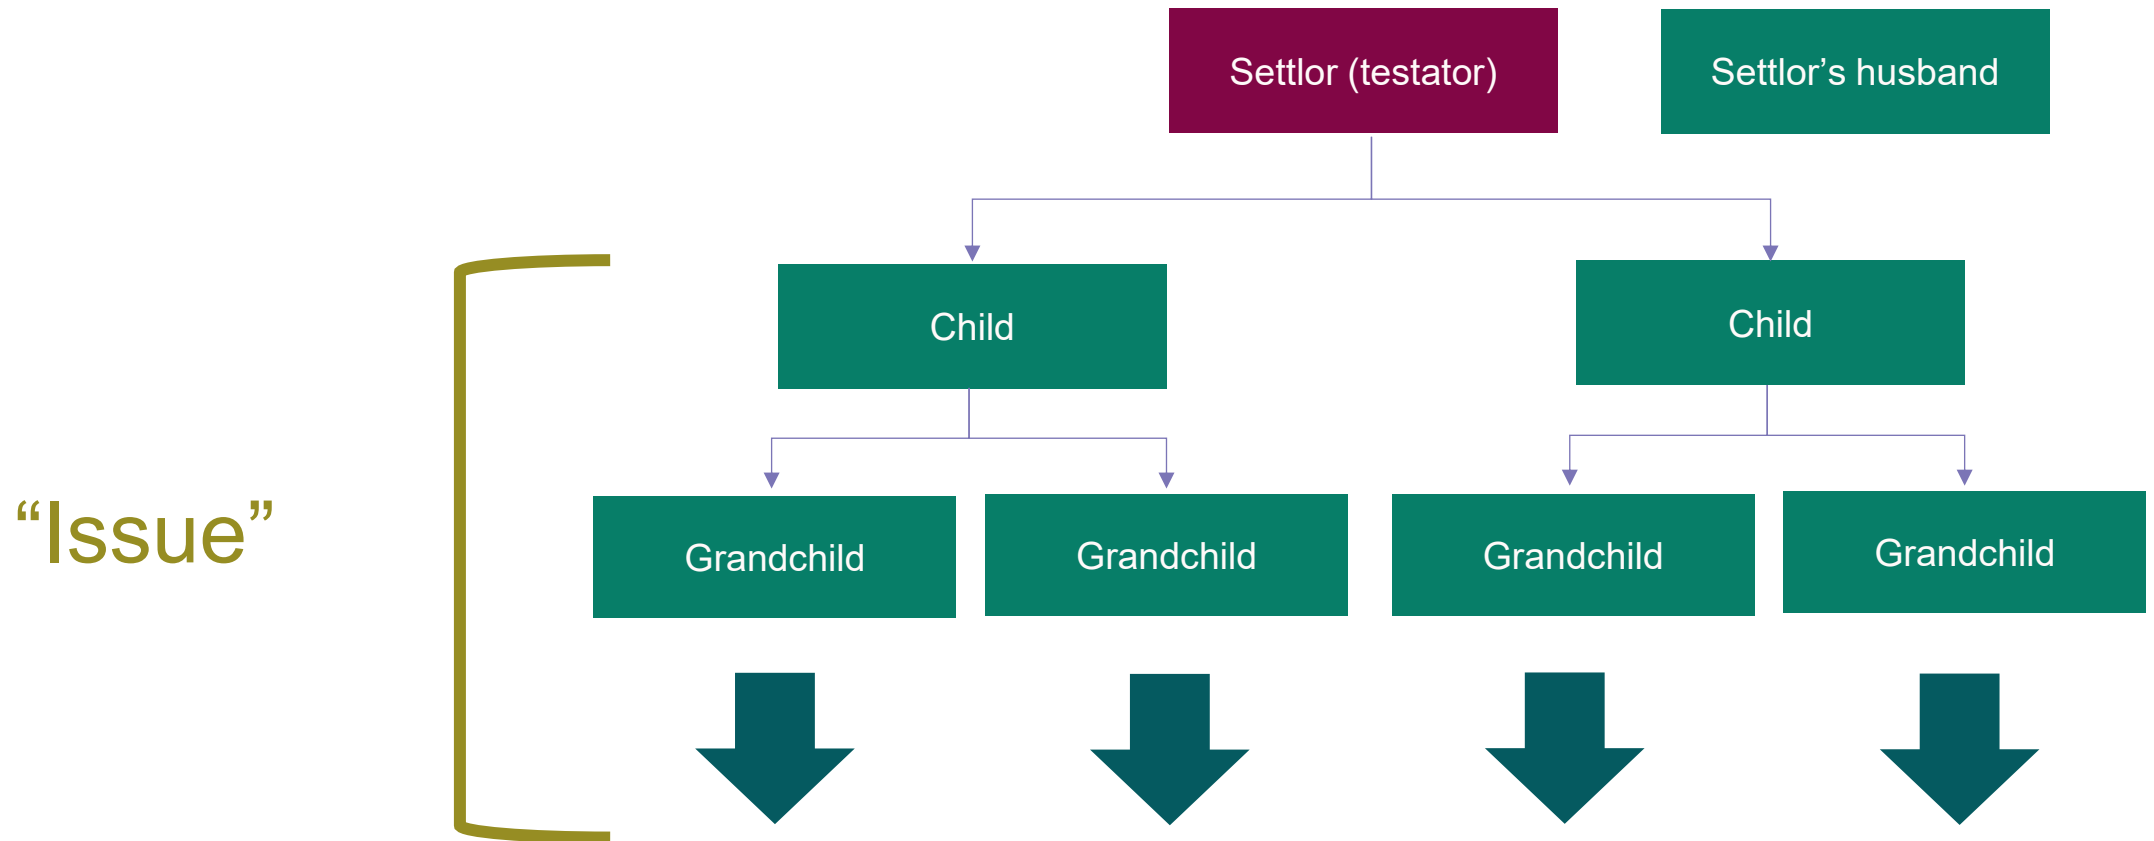 Settlor (testator)
Settlor’s husband
Child
Child
“Issue”
Grandchild
Grandchild
Grandchild
Grandchild